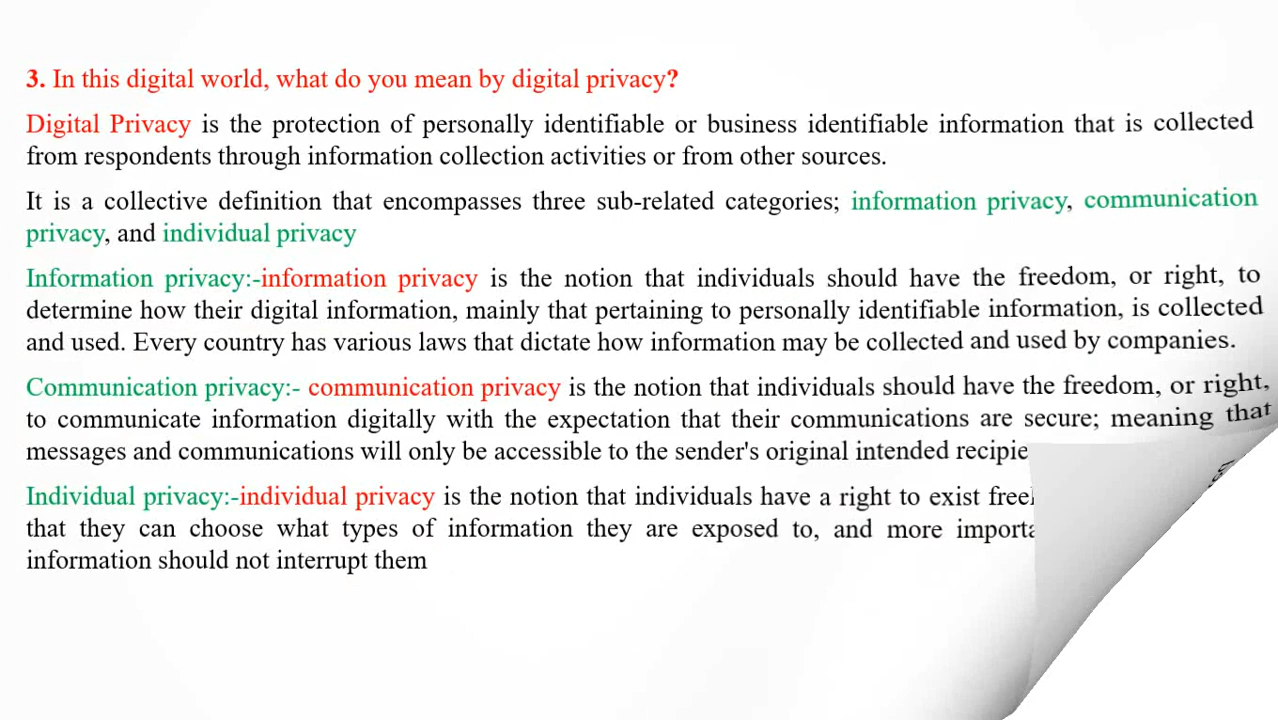 3. In this digital world, what do you mean by digital privacy?
Digital Privacy is the protection of personally identifiable or business identifiable information that is collected
from respondents through information collection activities or from other sources.
It is a collective definition that encompasses three sub-related categories; information privacy, communication
privacy, and individual privacy
Information privacy:-information privacy is the notion that individuals should have the freedom, or right, to
determine how their digital information, mainly that pertaining to personally identifiable information, is collected
and used. Every country has various laws that dictate how information may be collected and used by companies.
Communication privacy:- communication privacy is the notion that individuals should have the freedom, or right,
to communicate information digitally with the expectation that their communications are secure; meaning that
messages and communications will only be accessible to the sender's original intended
Individual privacy:-individual privacy is the notion that individuals have a right to exist
that they can choose what types of information they are exposed to, and more
information should not interrupt them